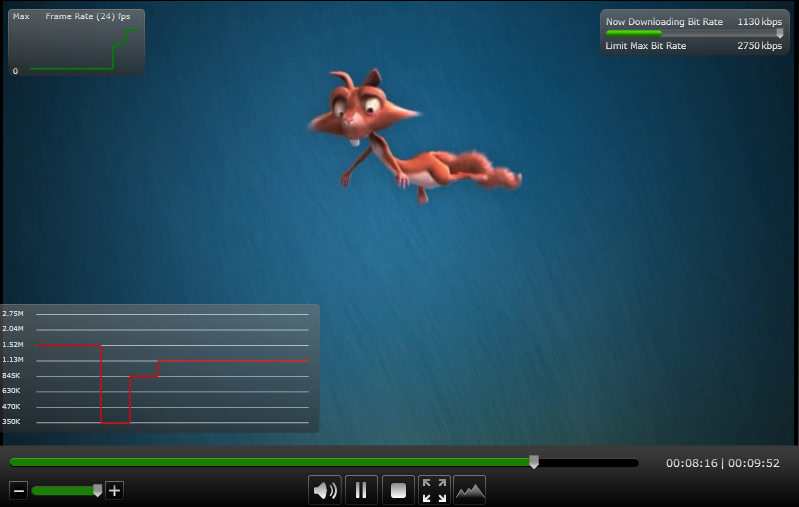 Max Frame Rate (24) fps
0
Now Downloading Bit Rate 1130 kbps
Limit Max Bit Rate 2750 kbps
2.75M
2.04M
1.52M
1.13M
845K
630K
470K
350K
00:08:16 | 00:09:52